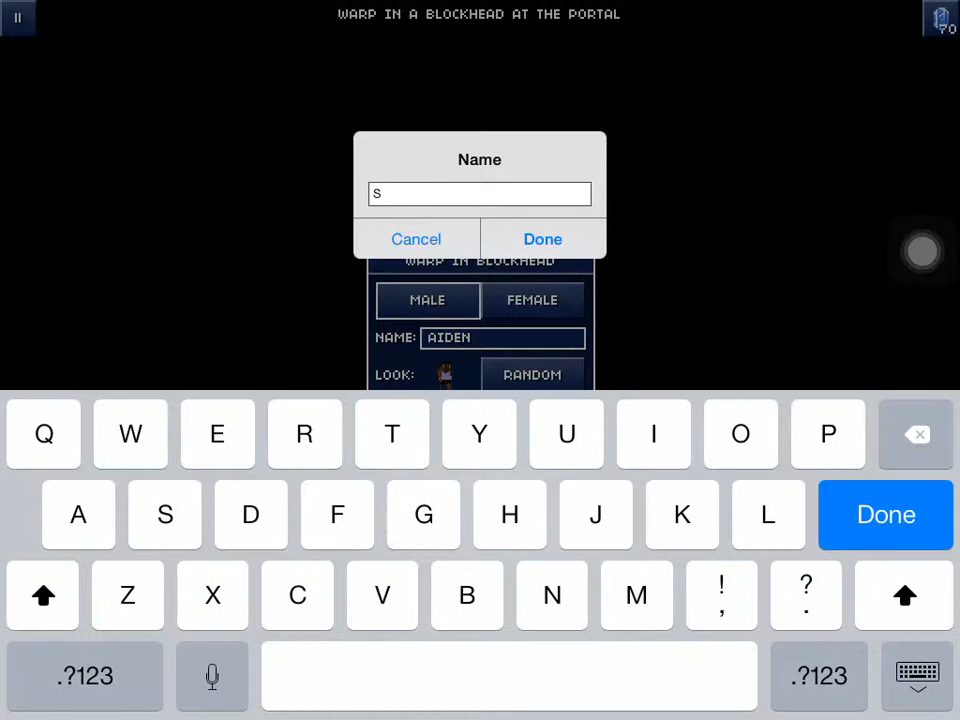 WARP IN A BLOCKHEAD AT THE PORTAL
70
Name
S
Cancel Done
WARP IN BLOCKHEAD
MALE FEMALE
NAME: AIDEN
LOOK: RANDOM
Q W E R T Y U I O P
A S D F G H J K L Done
Z X C V B N M ! , ? .
.?123 .?123